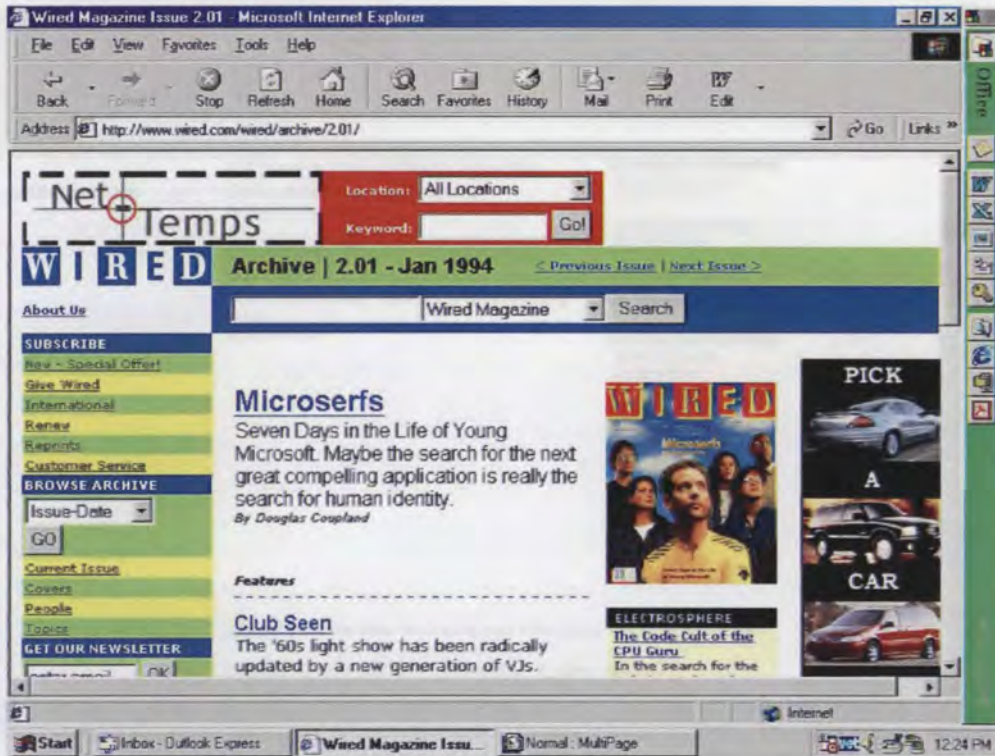 Wired Magazine Issue 2.01 - Microsoft Internet Explorer
File Edit View Favorites Tools Help
Back Forward Stop Refresh Home Search Favorites History Mail Print Edit
Address http://www.wired.com/wired/archive/2.01/ Go Links »
Office
Net Temps
Location: All Locations
Keyword: Go!
WIRED
Archive | 2.01 - Jan 1994 < Previous Issue | Next Issue >
About Us
Wired Magazine Search
SUBSCRIBE
New - Special Offer!
Give Wired
International
Renew
Reprints
Customer Service
BROWSE ARCHIVE
Issue-Date
GO
Current Issue
Covers
People
Topics
GET OUR NEWSLETTER
OK
Microserfs
Seven Days in the Life of Young
Microsoft. Maybe the search for the next
great compelling application is really the
search for human identity.
By Douglas Coupland
Features
Club Seen
The '60s light show has been radically
updated by a new generation of VJs.
WIRED
Microserfs
ELECTROSPHERE
The Code Cult of the
CPU Guru
In the search for the
PICK
A
CAR
Internet
Start Inbox - Outlook Express Wired Magazine Issu... Normal : MultiPage 12:24 PM